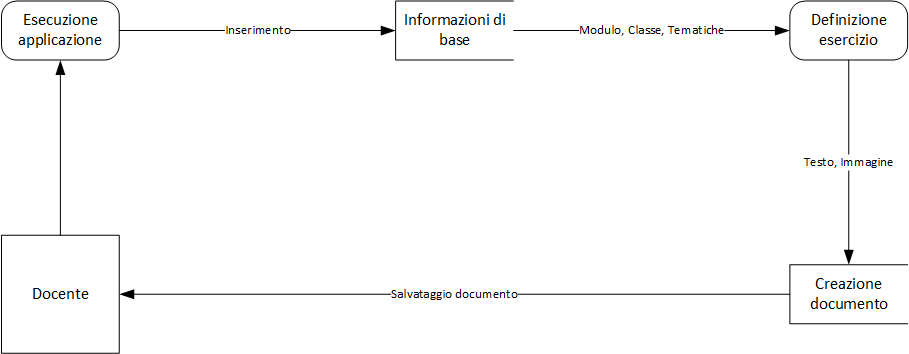 Esecuzione
applicazione
Inserimento
Informazioni di
base
Modulo, Classe, Tematiche
Definizione
esercizio
Testo, Immagine
Docente
Salvataggio documento
Creazione
documento